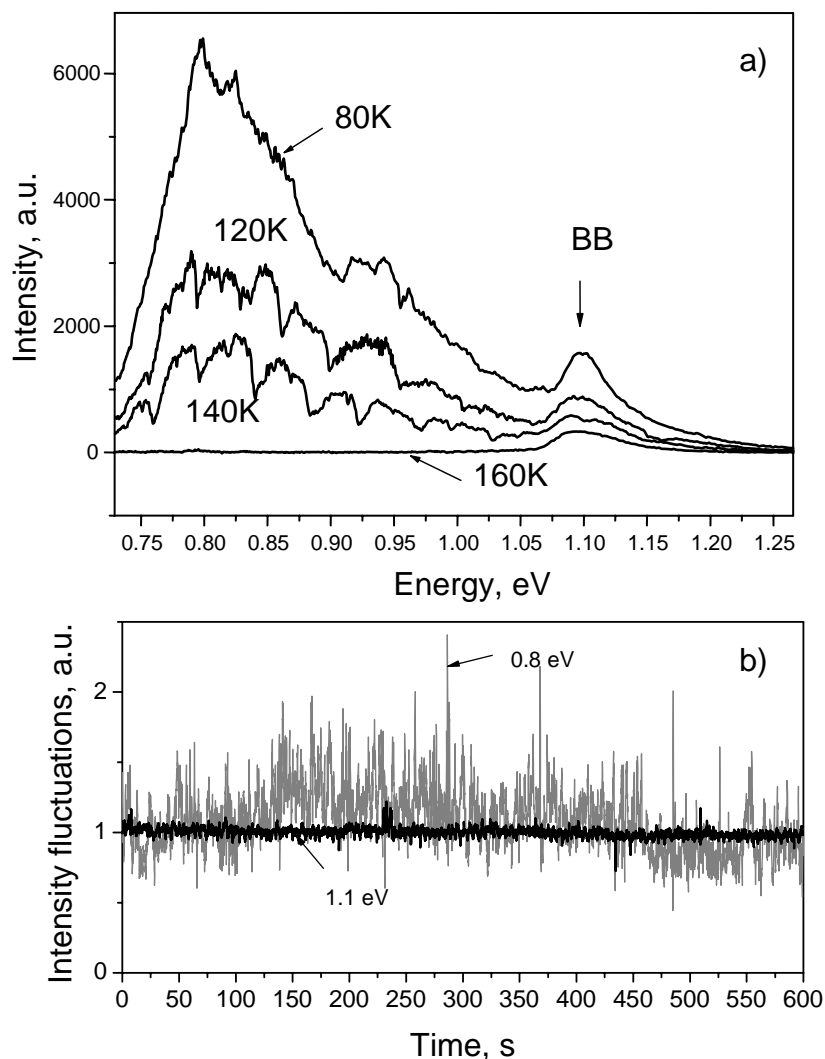 a)
6000
80K
4000
120K
BB
2000
140K
0
160K
Intensity, a.u.
0.75 0.80 0.85 0.90 0.95 1.00 1.05 1.10 1.15 1.20 1.25
Energy, eV
b)
0.8 eV
2
1
1.1 eV
0
Intensity fluctuations, a.u.
0 50 100 150 200 250 300 350 400 450 500 550 600
Time, s